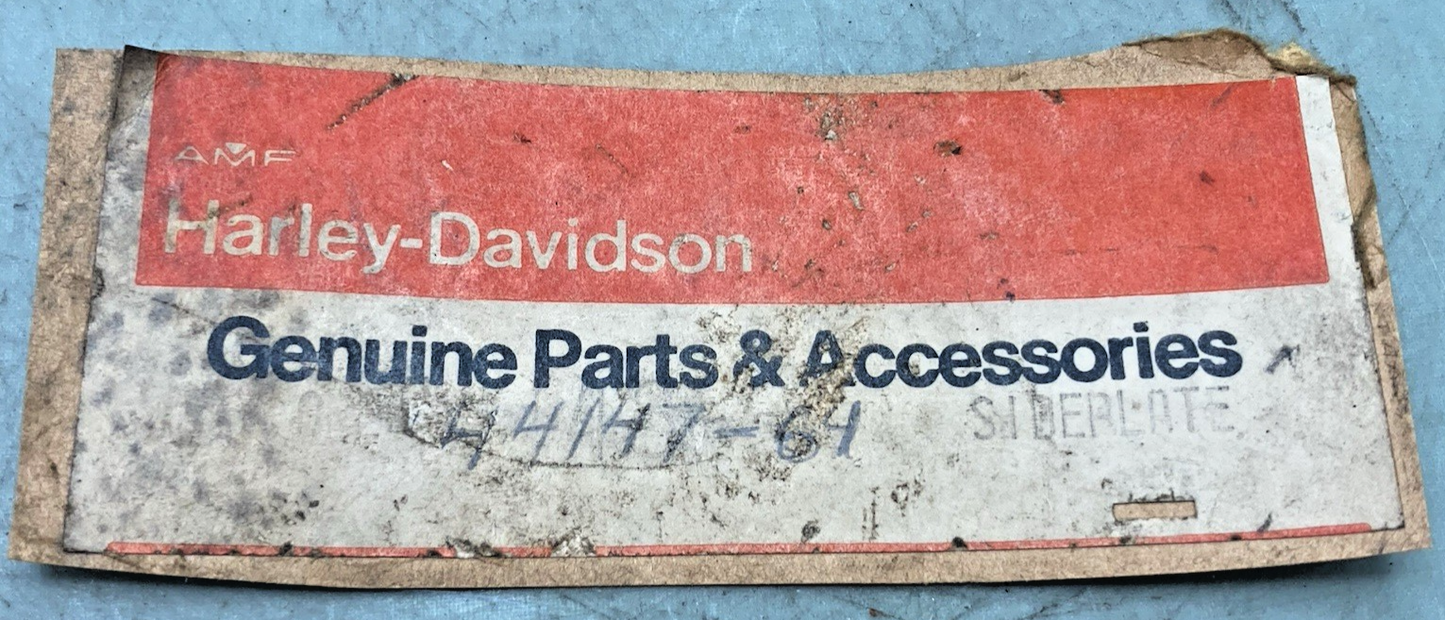 AMF
Harley-Davidson
Genuine Parts & Accessories
44147-61 SIDEPLATE